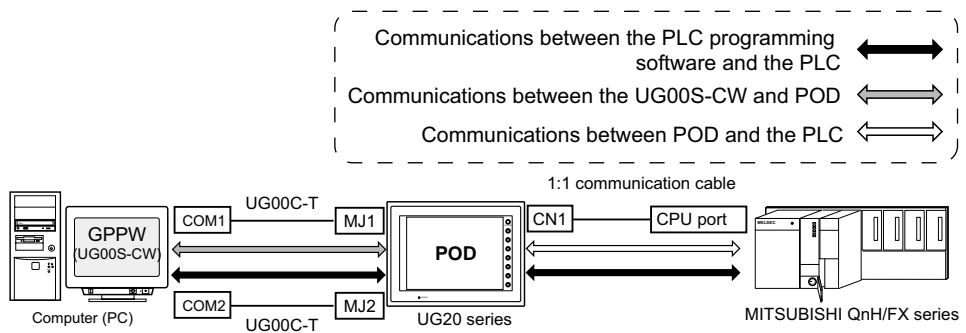 Communications between the PLC programming
software and the PLC
Communications between the UG00S-CW and POD
Communications between POD and the PLC
1:1 communication cable
UG00C-T
COM1
MJ1
CN1
CPU port
GPPW
(UG00S-CW)
POD
MELSEC
COM2
MJ2
Computer (PC)
UG00C-T
UG20 series
MITSUBISHI QnH/FX series